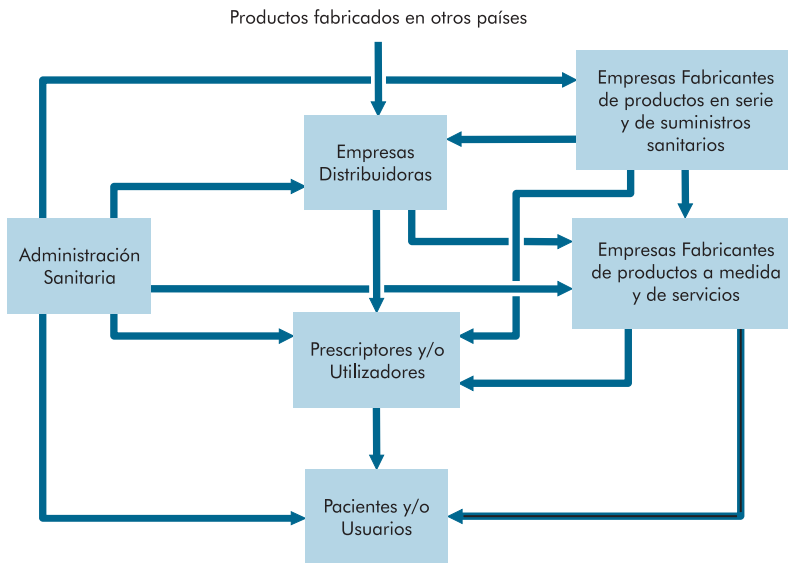 Productos fabricados en otros países
Empresas Fabricantes
de productos en serie
y de suministros
sanitarios
Empresas
Distribuidoras
Administración
Sanitaria
Empresas Fabricantes
de productos a medida
y de servicios
Prescriptores y/o
Utilizadores
Pacientes y/o
Usuarios